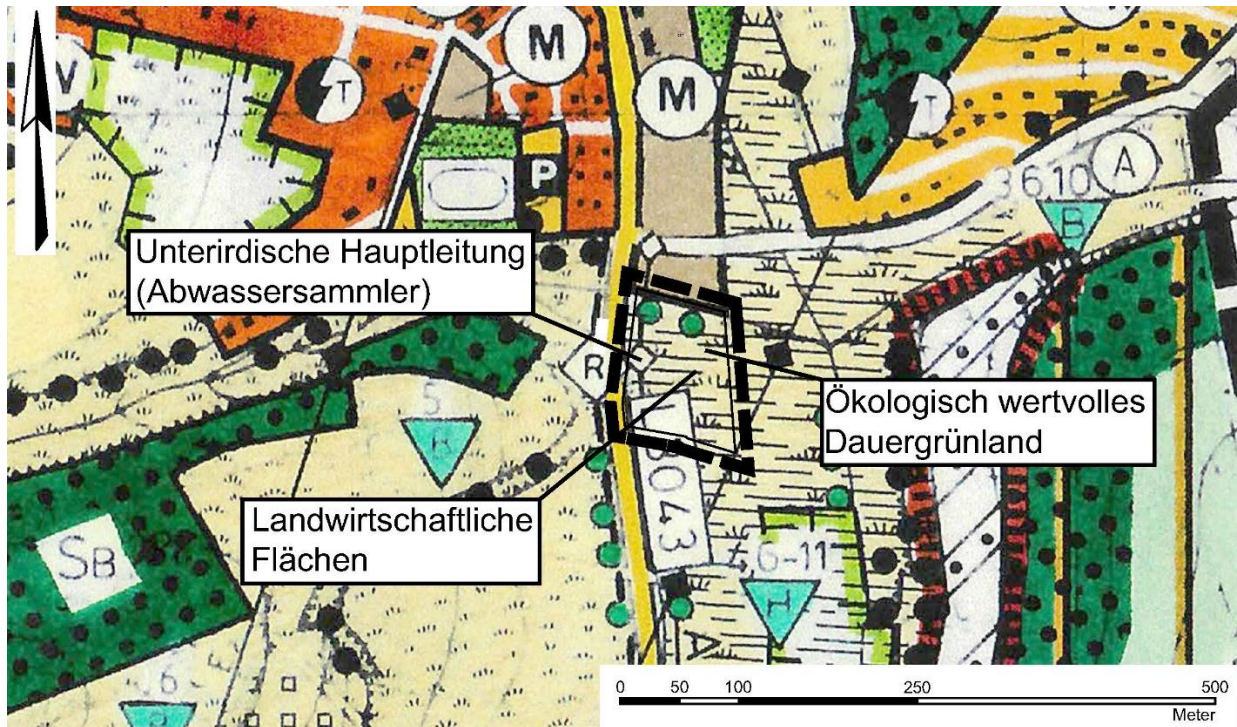 M
M
T
T
P
3610
A
B
Unterirdische Hauptleitung
(Abwassersammler)
R
5
Ökologisch wertvolles
Dauergrünland
Landwirtschaftliche
Flächen
SB
6-11
H
A
0 50 100 250 500
Meter